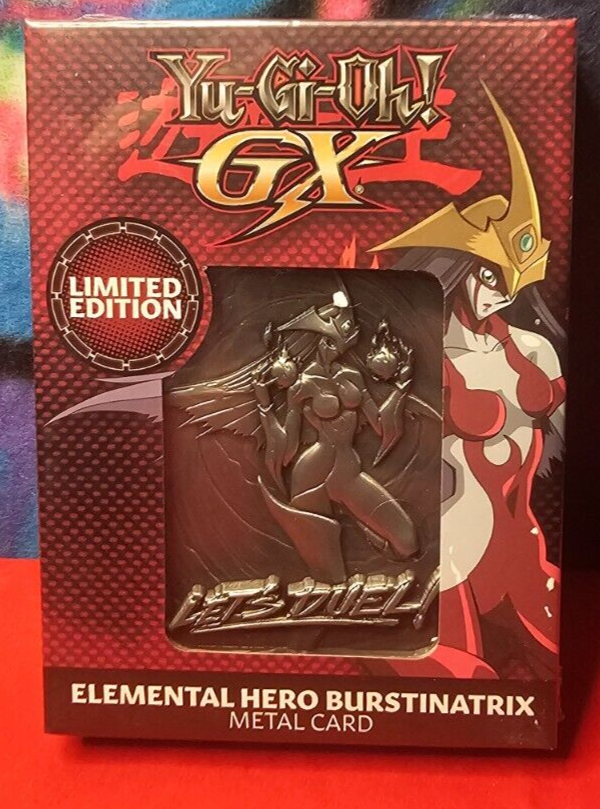 Yu-Gi-Oh!
GX®
LIMITED
EDITION
LET'S DUEL!
ELEMENTAL HERO BURSTINATRIX
METAL CARD